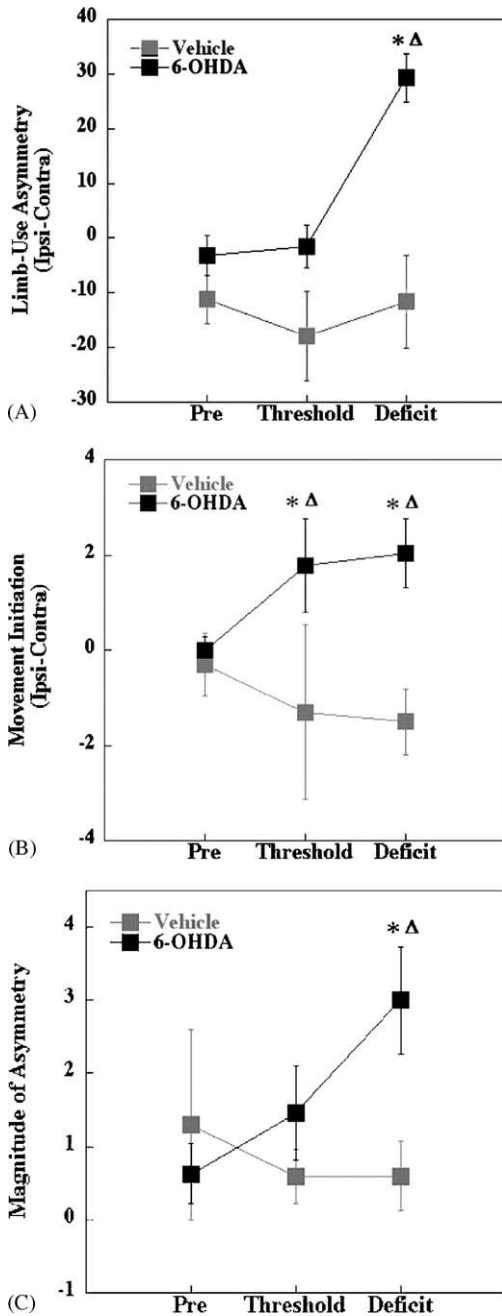 Vehicle
6-OHDA
* Δ
Limb-Use Asymmetry
(Ipsi-Contra)
40
30
20
10
0
-10
-20
-30
Pre Threshold Deficit
(A)
Vehicle
6-OHDA
* Δ * Δ
Movement Initiation
(Ipsi-Contra)
4
2
0
-2
-4
Pre Threshold Deficit
(B)
Vehicle
6-OHDA
* Δ
Magnitude of Asymmetry
4
3
2
1
0
-1
Pre Threshold Deficit
(C)